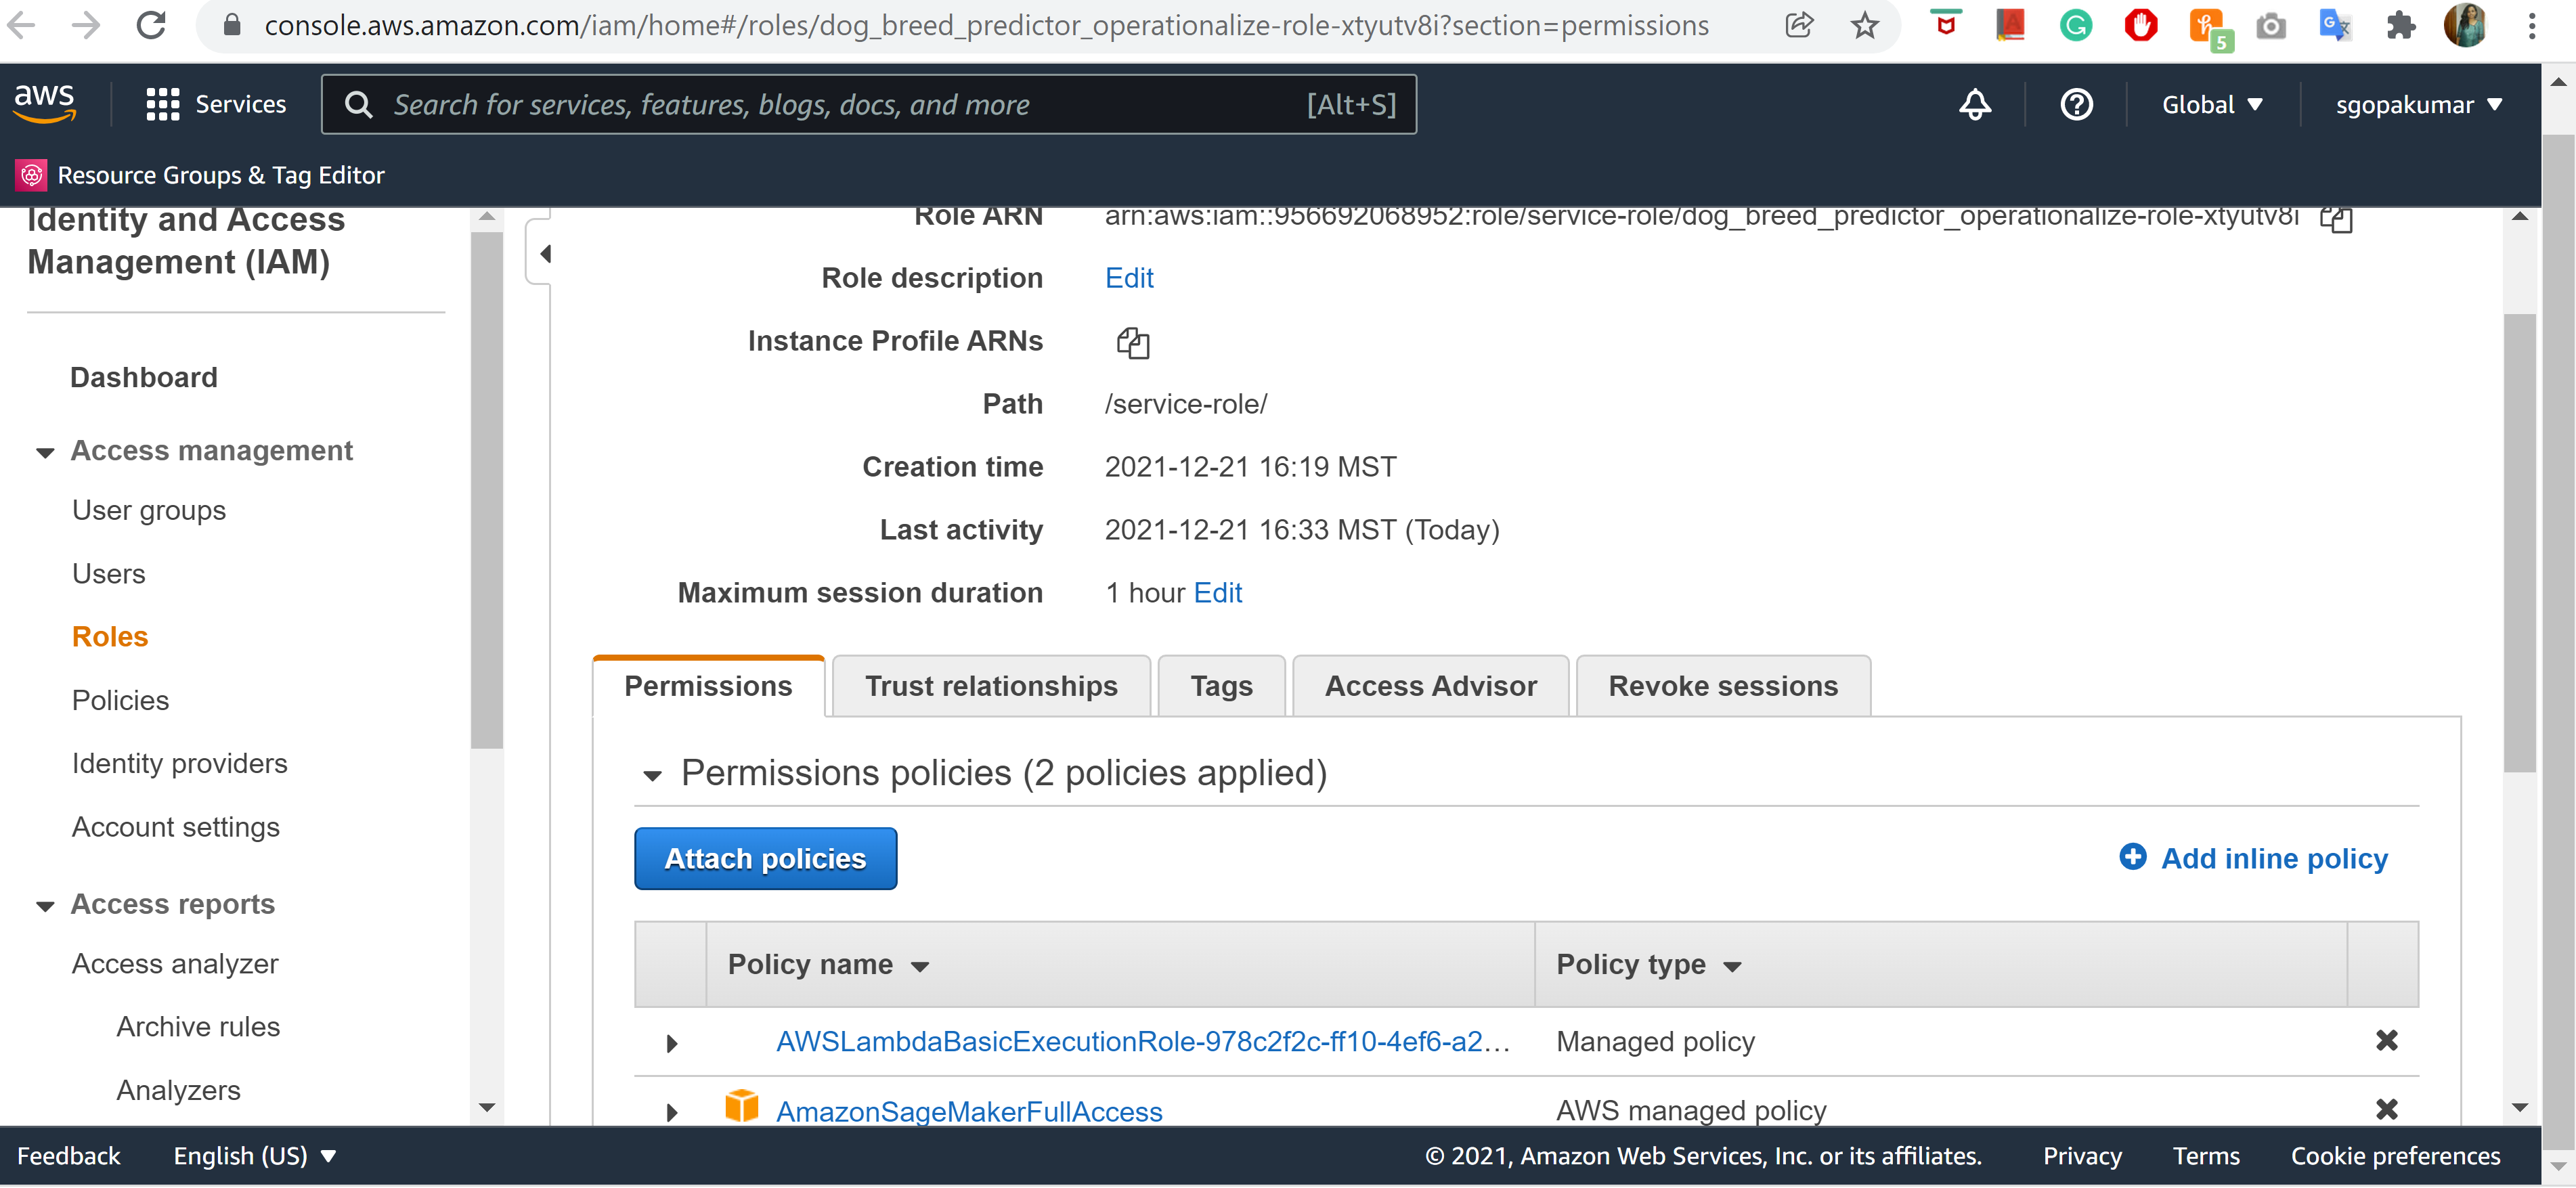 console.aws.amazon.com/iam/home#/roles/dog_breed_predictor_operationalize-role-xtyutv8i?section=permissions
5
aws
Services
Search for services, features, blogs, docs, and more
[Alt+S]
Global
sgopakumar
Resource Groups & Tag Editor
Identity and Access
Management (IAM)
Dashboard
Access management
User groups
Users
Roles
Policies
Identity providers
Account settings
Access reports
Access analyzer
Archive rules
Analyzers
Role ARN arn:aws:iam::956692068952:role/service-role/dog_breed_predictor_operationalize-role-xtyutv8i
Role description Edit
Instance Profile ARNs
Path /service-role/
Creation time 2021-12-21 16:19 MST
Last activity 2021-12-21 16:33 MST (Today)
Maximum session duration 1 hour Edit
Permissions Trust relationships Tags Access Advisor Revoke sessions
Permissions policies (2 policies applied)
Attach policies
Add inline policy
Policy name Policy type
AWSLambdaBasicExecutionRole-978c2f2c-ff10-4ef6-a2... Managed policy
AmazonSageMakerFullAccess AWS managed policy
Feedback English (US) © 2021, Amazon Web Services, Inc. or its affiliates. Privacy Terms Cookie preferences